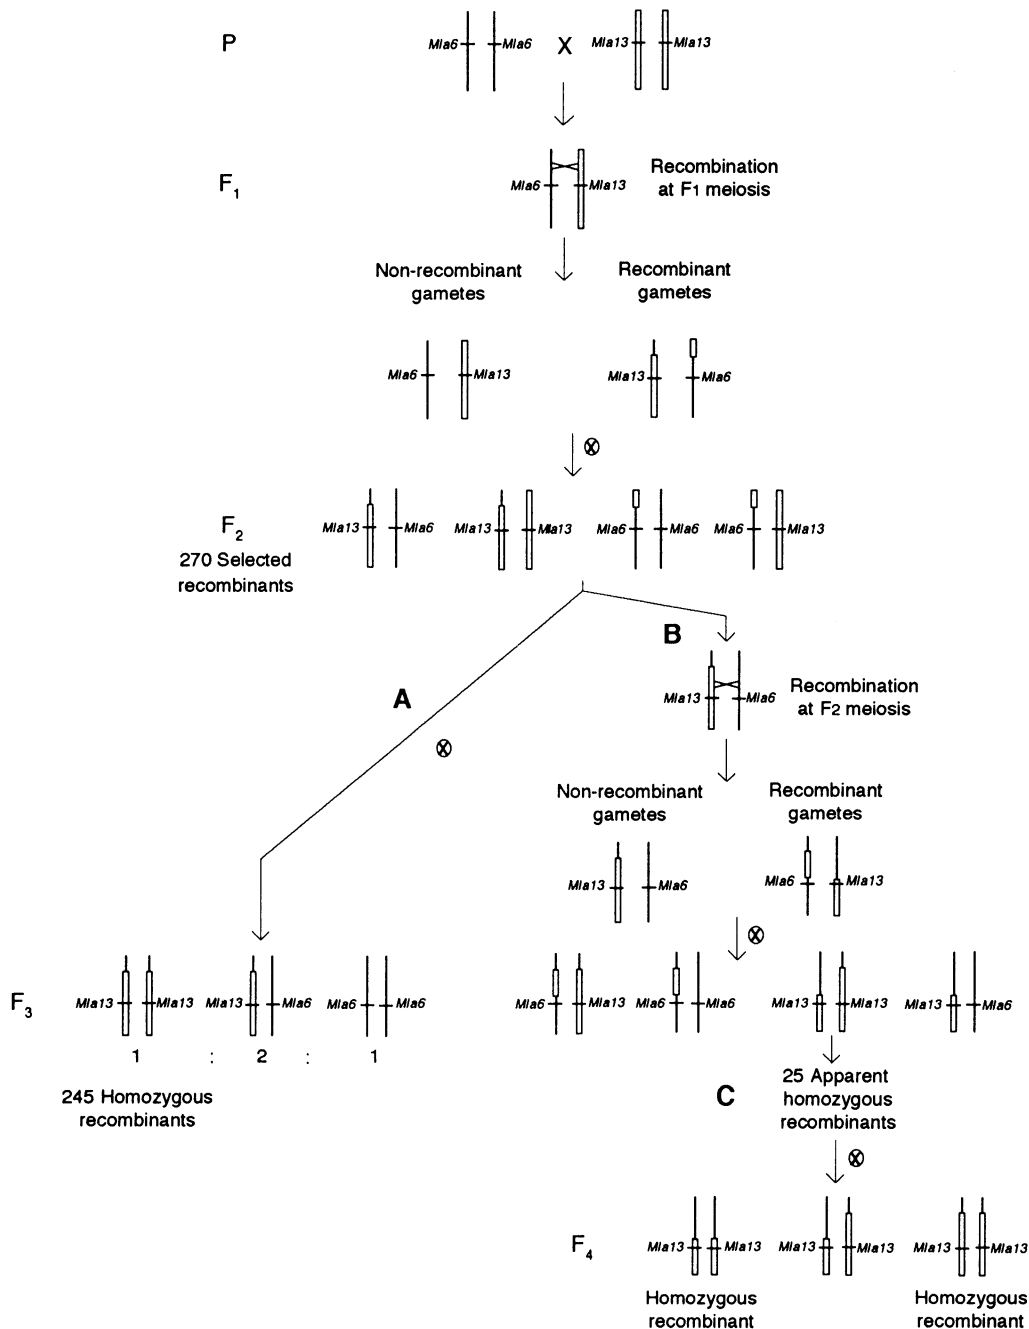 P
Mla6 Mla6 X Mla13 Mla13
F1
Mla6 Mla13
Recombination
at F1 meiosis
Non-recombinant
gametes
Recombinant
gametes
Mla6 Mla13
Mla13 Mla6
F2
270 Selected
recombinants
Mla13 Mla6 Mla13 Mla13 Mla6 Mla6 Mla6 Mla13
A
B
Mla13 Mla6
Recombination
at F2 meiosis
Non-recombinant
gametes
Recombinant
gametes
Mla13 Mla6
Mla6 Mla13
F3
Mla13 Mla13 Mla13 Mla6 Mla6 Mla6
1 : 2 : 1
245 Homozygous
recombinants
Mla6 Mla13 Mla6 Mla6 Mla13 Mla13 Mla13 Mla6
C
25 Apparent
homozygous
recombinants
F4
Mla13 Mla13 Mla13 Mla13 Mla13 Mla13
Homozygous
recombinant
Homozygous
recombinant